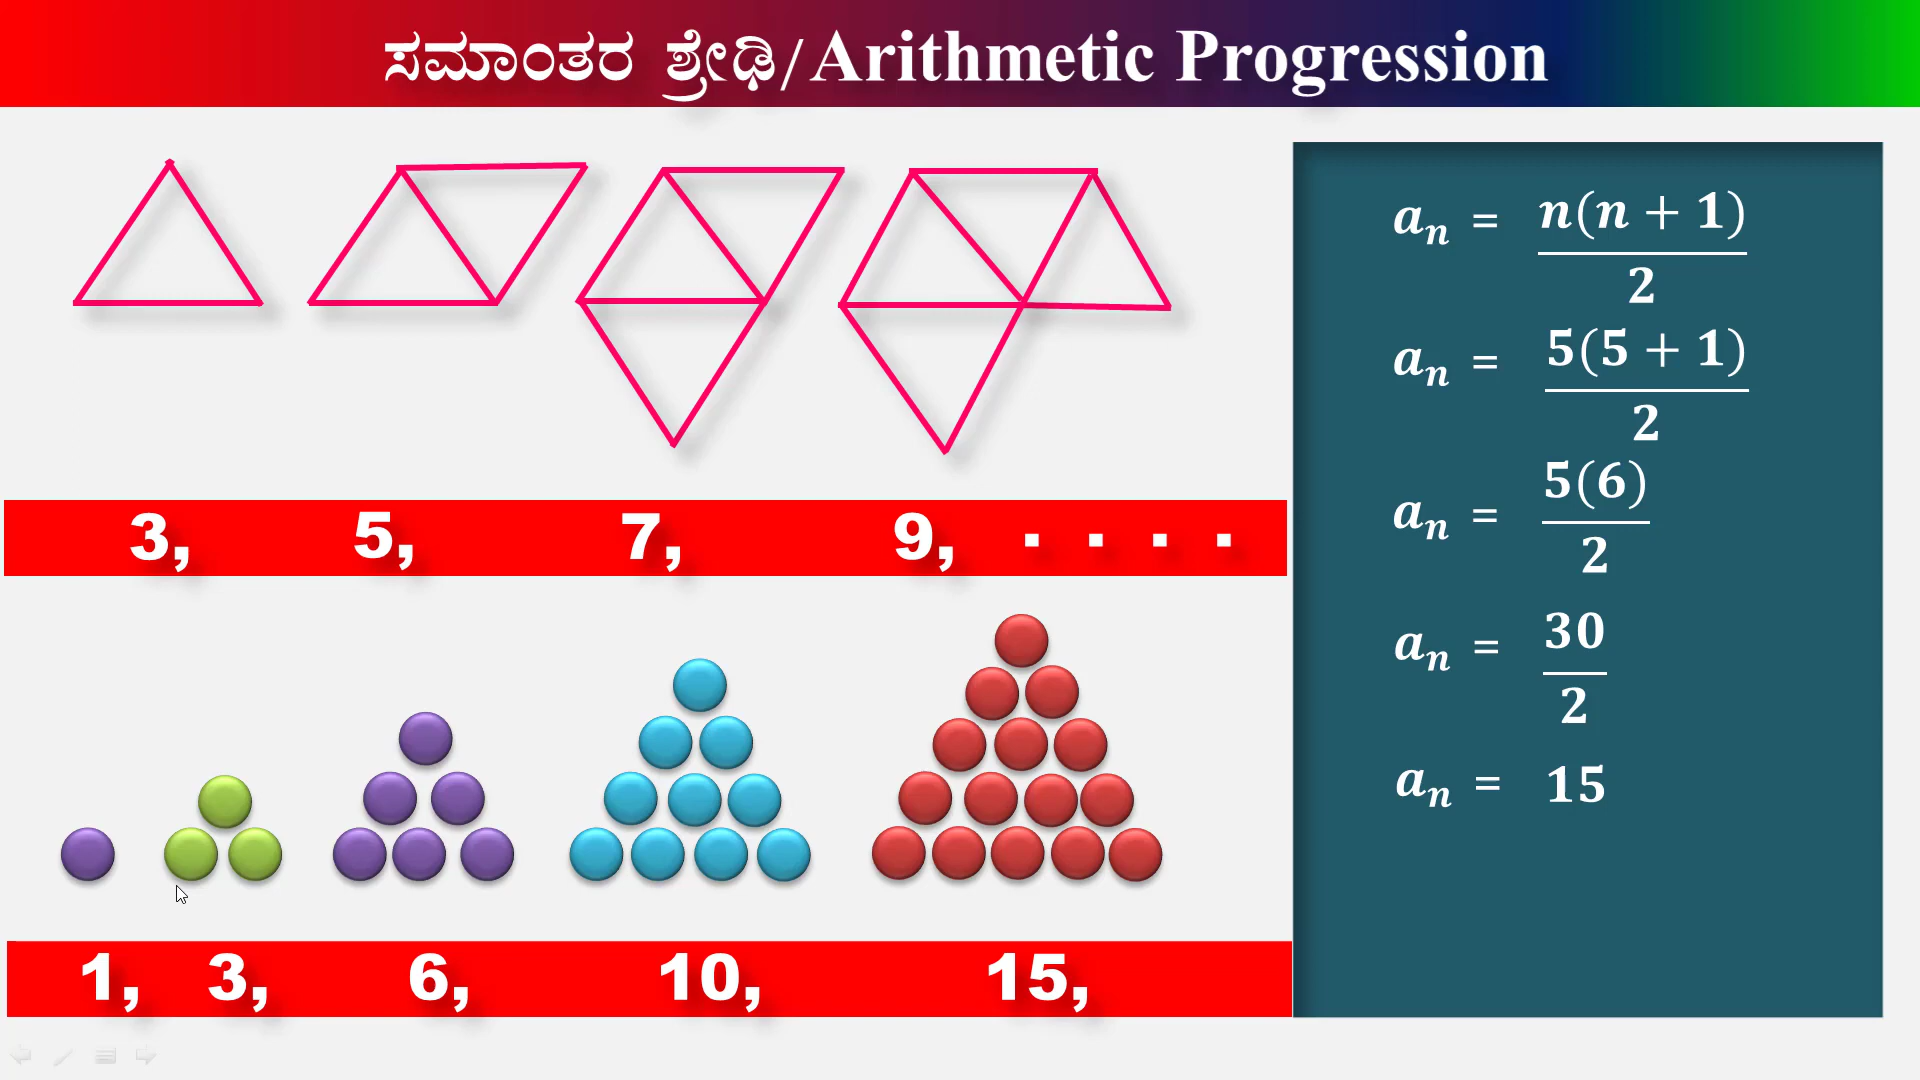 ಸಮಾಂತರ ಶ್ರೇಢಿ/Arithmetic Progression
3, 5, 7, 9, . . . .
1, 3, 6, 10, 15,
aₙ = n(n + 1)/2
aₙ = 5(5 + 1)/2
aₙ = 5(6)/2
aₙ = 30/2
aₙ = 15